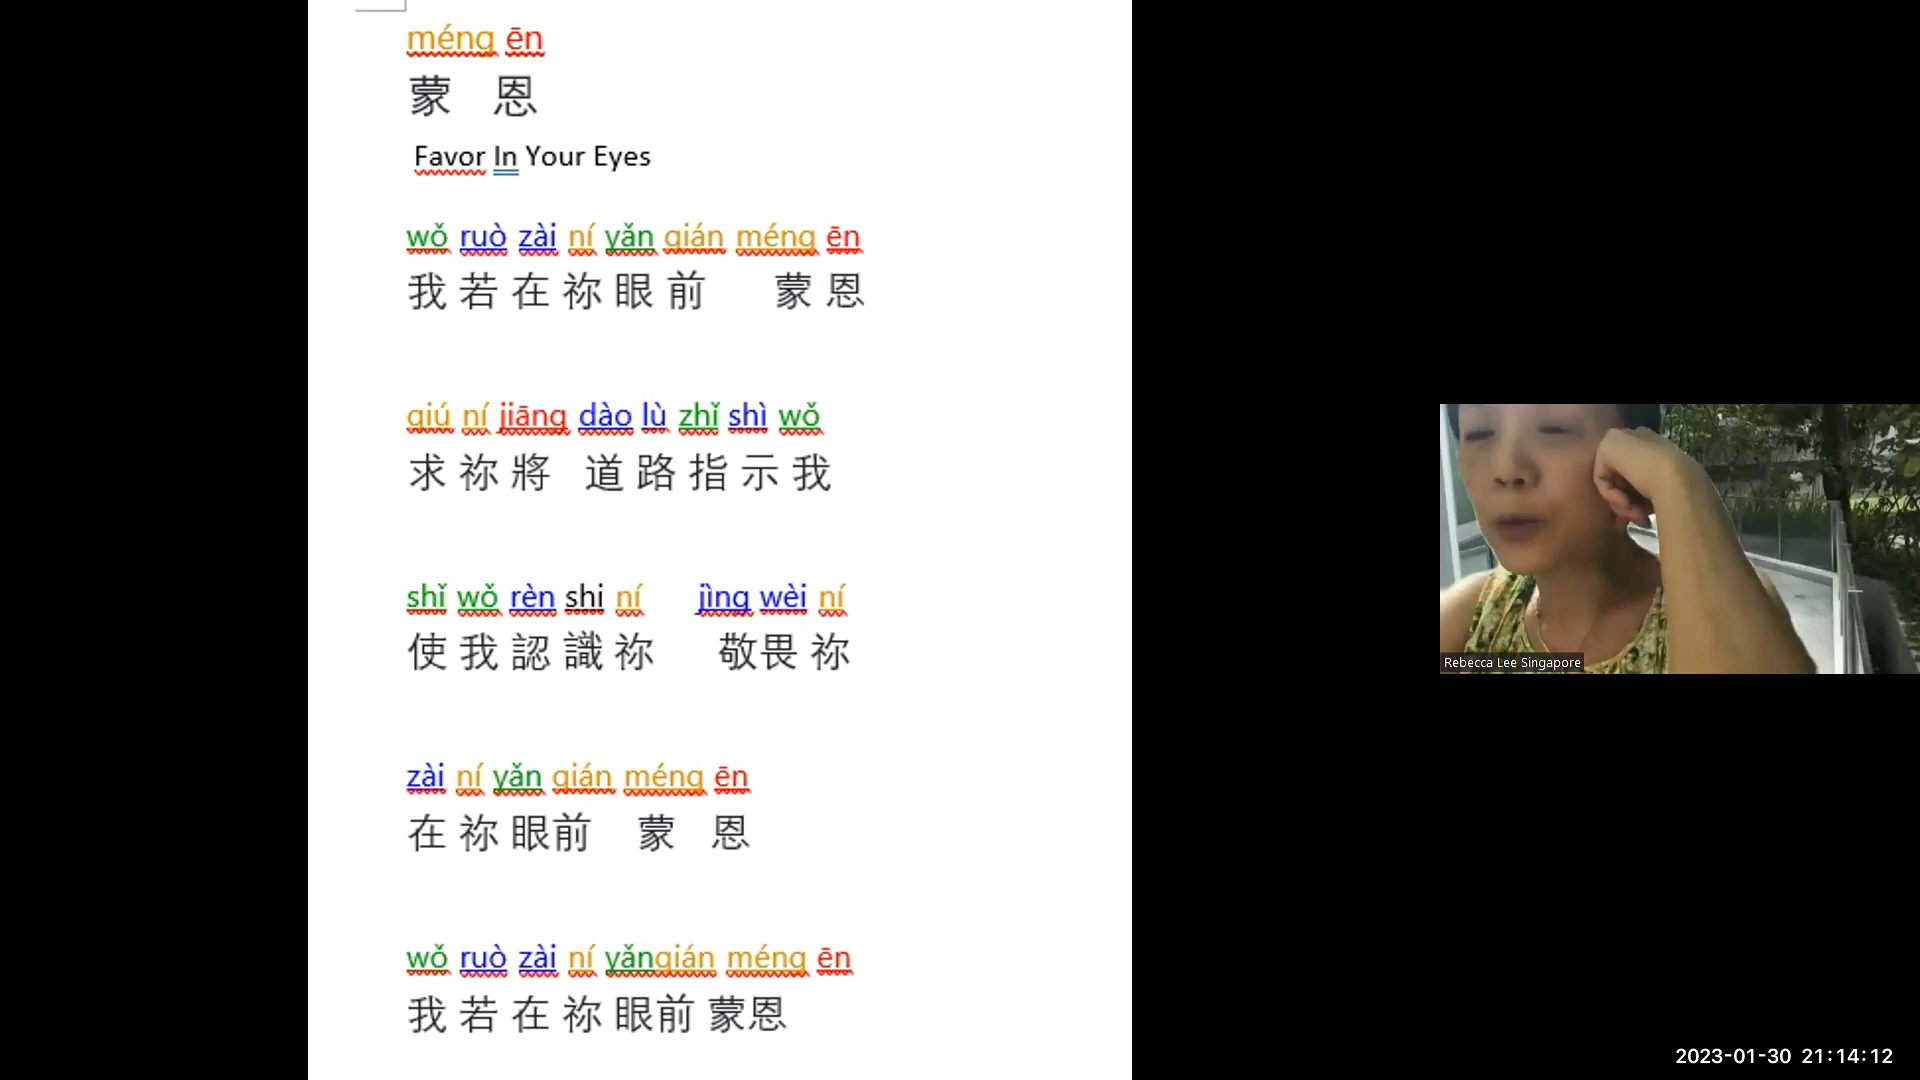 méng ēn
蒙 恩
Favor In Your Eyes
wǒ ruò zài ní yǎn qián méng ēn
我 若 在 祢 眼 前 蒙 恩
qiú ní jiāng dào lù zhǐ shì wǒ
求 祢 將 道 路 指 示 我
shǐ wǒ rèn shi ní jìng wèi ní
使 我 認 識 祢 敬畏 祢
zài ní yǎn qián méng ēn
在 祢 眼前 蒙 恩
wǒ ruò zài ní yǎnqián méng ēn
我 若 在 祢 眼前 蒙恩
Rebecca Lee Singapore
2023-01-30 21:14:12